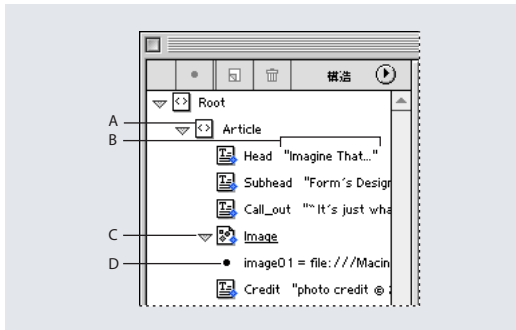 構造
Root
A
Article
B
Head "Imagine That..."
Subhead "Form's Design
Call_out "~It's just wha
C
Image
D
image01 = file:///Macin
Credit "photo credit ©